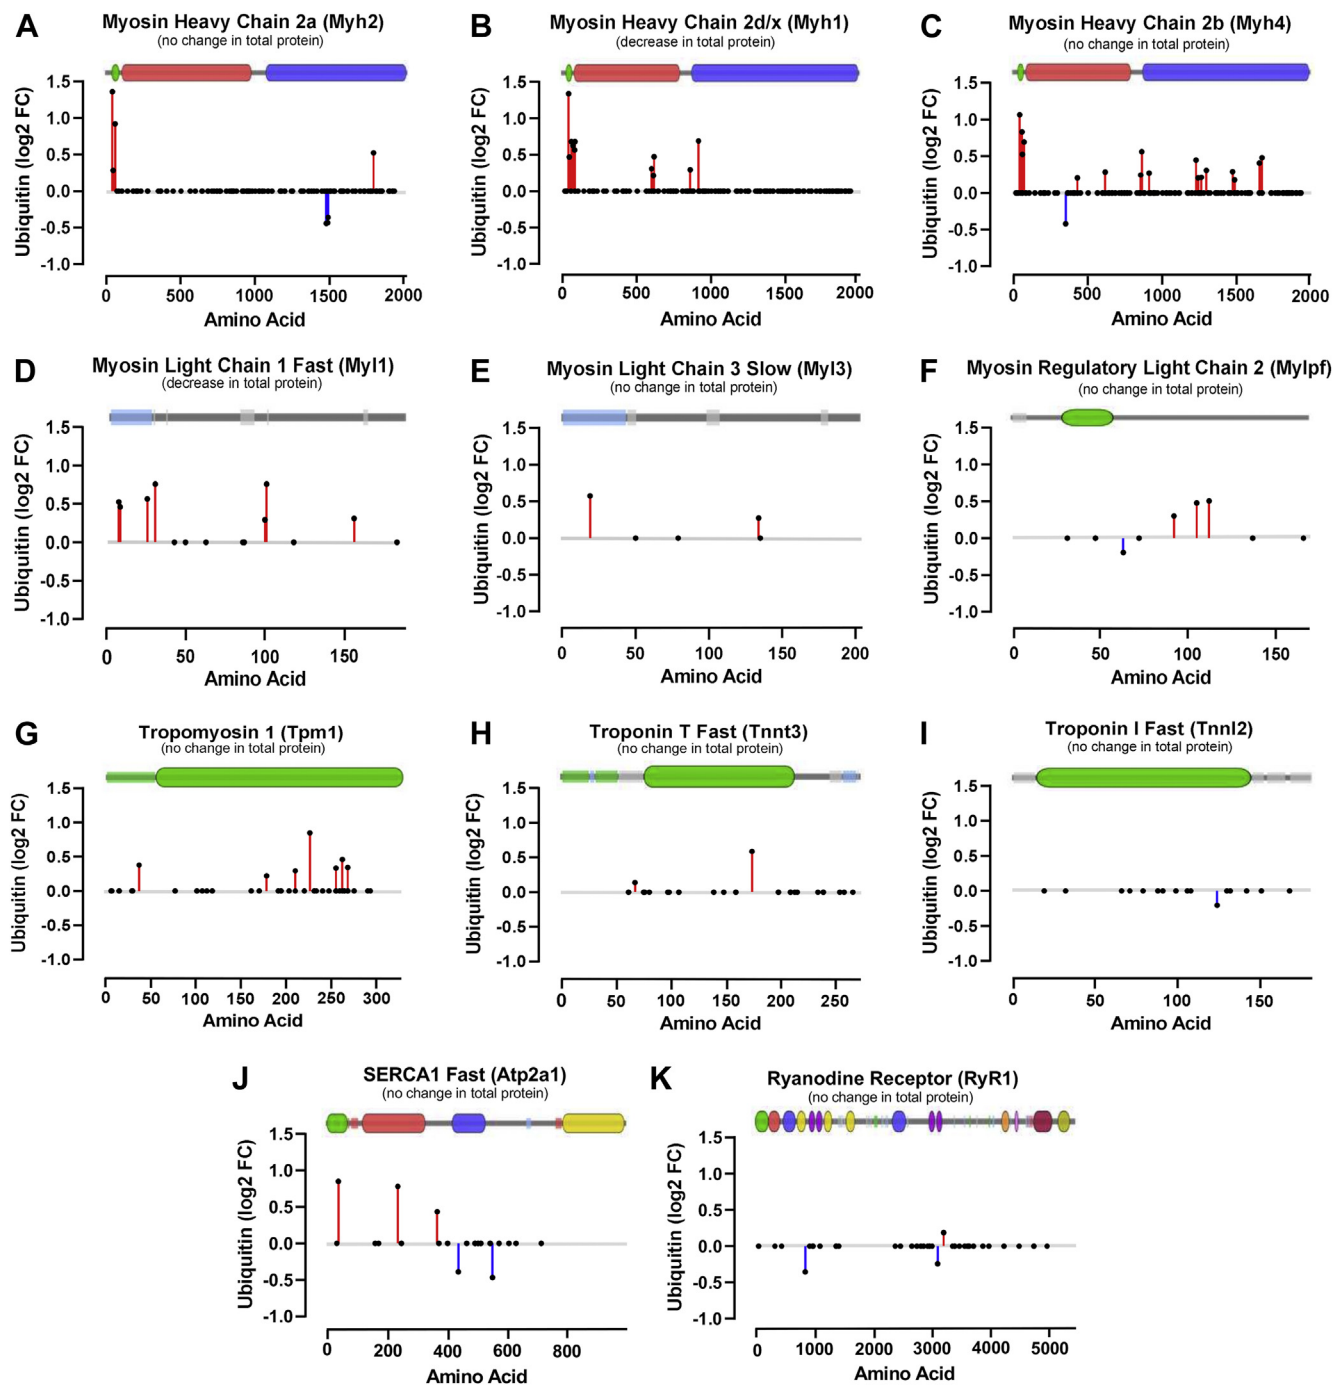 A
Myosin Heavy Chain 2a (Myh2)
(no change in total protein)
Ubiquitin (log2 FC)
1.5
1.0
0.5
0.0
-0.5
-1.0
0 500 1000 1500 2000
Amino Acid
B
Myosin Heavy Chain 2d/x (Myh1)
(decrease in total protein)
Ubiquitin (log2 FC)
1.5
1.0
0.5
0.0
-0.5
-1.0
0 500 1000 1500 2000
Amino Acid
C
Myosin Heavy Chain 2b (Myh4)
(no change in total protein)
Ubiquitin (log2 FC)
1.5
1.0
0.5
0.0
-0.5
-1.0
0 500 1000 1500 2000
Amino Acid
D
Myosin Light Chain 1 Fast (Myl1)
(decrease in total protein)
Ubiquitin (log2 FC)
1.5
1.0
0.5
0.0
-0.5
-1.0
0 50 100 150
Amino Acid
E
Myosin Light Chain 3 Slow (Myl3)
(no change in total protein)
Ubiquitin (log2 FC)
1.5
1.0
0.5
0.0
-0.5
-1.0
0 50 100 150 200
Amino Acid
F
Myosin Regulatory Light Chain 2 (Mylpf)
(no change in total protein)
Ubiquitin (log2 FC)
1.5
1.0
0.5
0.0
-0.5
-1.0
0 50 100 150
Amino Acid
G
Tropomyosin 1 (Tpm1)
(no change in total protein)
Ubiquitin (log2 FC)
1.5
1.0
0.5
0.0
-0.5
-1.0
0 50 100 150 200 250 300
Amino Acid
H
Troponin T Fast (Tnnt3)
(no change in total protein)
Ubiquitin (log2 FC)
1.5
1.0
0.5
0.0
-0.5
-1.0
0 50 100 150 200 250
Amino Acid
I
Troponin I Fast (TnnI2)
(no change in total protein)
Ubiquitin (log2 FC)
1.5
1.0
0.5
0.0
-0.5
-1.0
0 50 100 150
Amino Acid
J
SERCA1 Fast (Atp2a1)
(no change in total protein)
Ubiquitin (log2 FC)
1.5
1.0
0.5
0.0
-0.5
-1.0
0 200 400 600 800
Amino Acid
K
Ryanodine Receptor (RyR1)
(no change in total protein)
Ubiquitin (log2 FC)
1.5
1.0
0.5
0.0
-0.5
-1.0
0 1000 2000 3000 4000 5000
Amino Acid